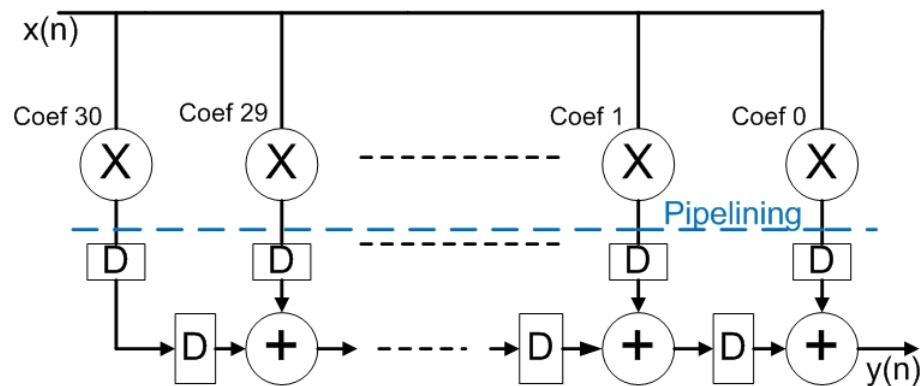 x(n)
Coef 30
Coef 29
Coef 1
Coef 0
X
X
X
X
Pipelining
D
D
D
D
D
+
D
+
D
+
y(n)